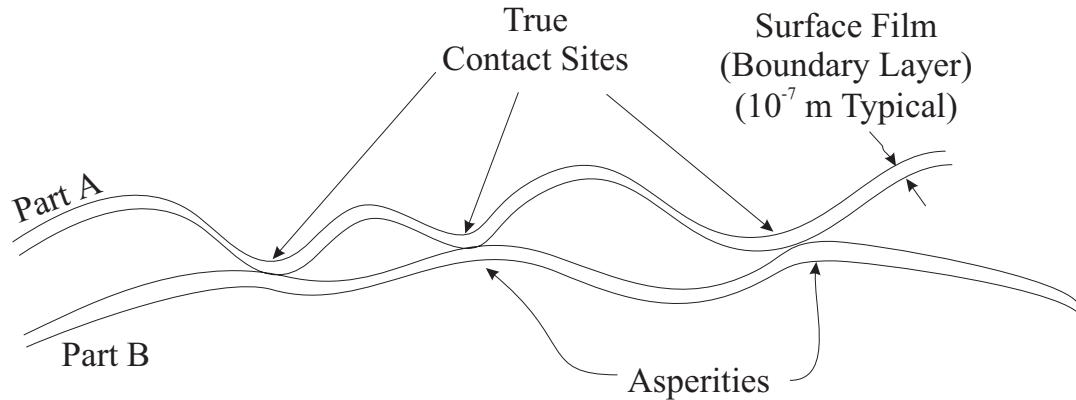 True
Contact Sites
Surface Film
(Boundary Layer)
(10⁻⁷ m Typical)
Part A
Part B
Asperities